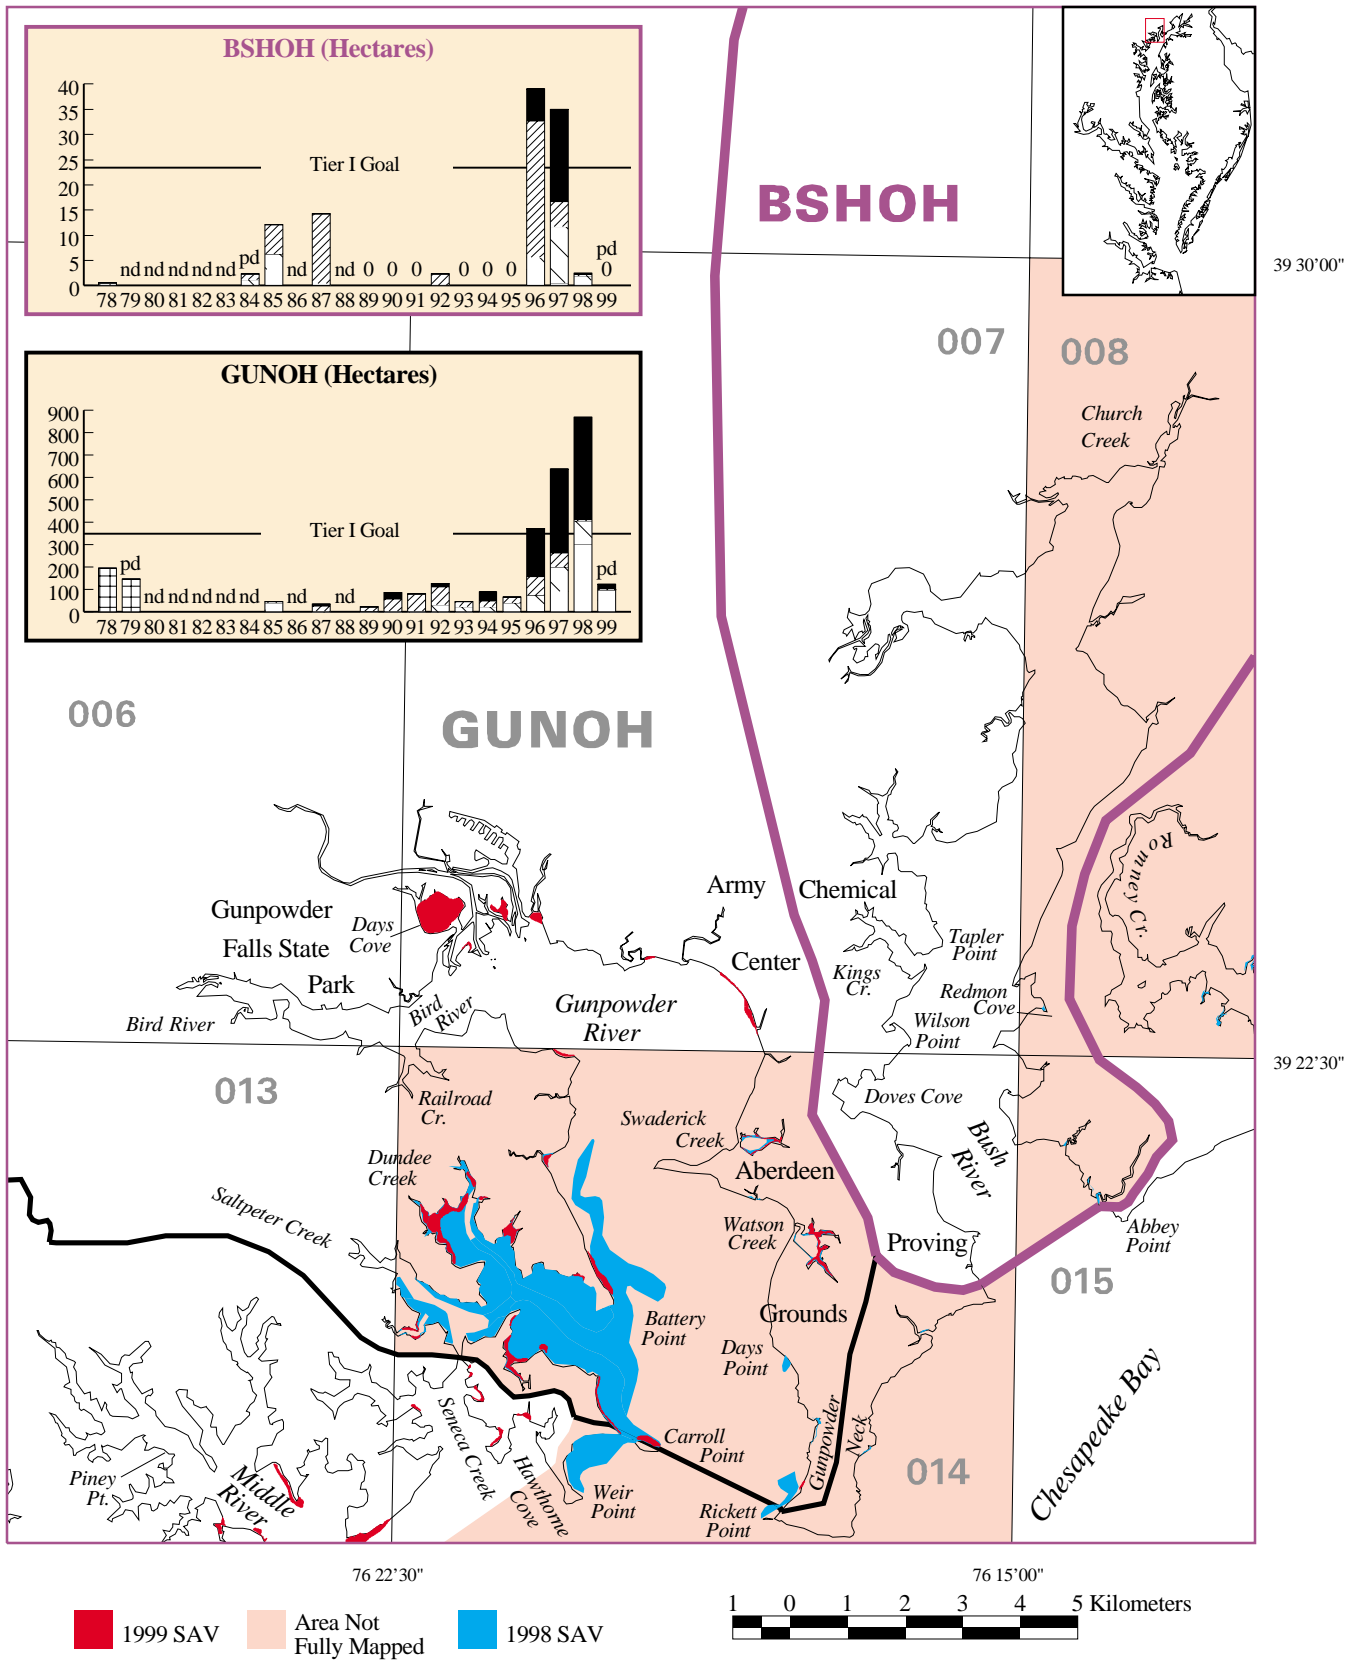 BSHOH (Hectares)
40
35
30
25
20
15
10
5
0
Tier I Goal
nd nd nd nd nd pd nd nd 0 0 0 0 0 0 pd 0
78 79 80 81 82 83 84 85 86 87 88 89 90 91 92 93 94 95 96 97 98 99
GUNOH (Hectares)
900
800
700
600
500
400
300
200
100
0
Tier I Goal
pd nd nd nd nd nd nd nd pd
78 79 80 81 82 83 84 85 86 87 88 89 90 91 92 93 94 95 96 97 98 99
BSHOH
39 30'00"
007
008
Church
Creek
006
GUNOH
Romney Cr.
Army
Chemical
Center
Gunpowder
Falls State
Park
Days
Cove
Tapler
Point
Kings
Cr.
Redmon
Cove
Wilson
Point
Bird River
Bird
River
Gunpowder
River
39 22'30"
013
Railroad
Cr.
Doves Cove
Swaderick
Creek
Bush
River
Dundee
Creek
Aberdeen
Saltpeter Creek
Watson
Creek
Proving
Abbey
Point
015
Grounds
Battery
Point
Days
Point
Chesapeake Bay
Seneca Creek
Hawthorne
Cove
Carroll
Point
Gunpowder
Neck
014
Piney
Pt.
Middle
River
Weir
Point
Rickett
Point
76 22'30"
76 15'00"
1999 SAV
Area Not
Fully Mapped
1998 SAV
1 0 1 2 3 4 5 Kilometers